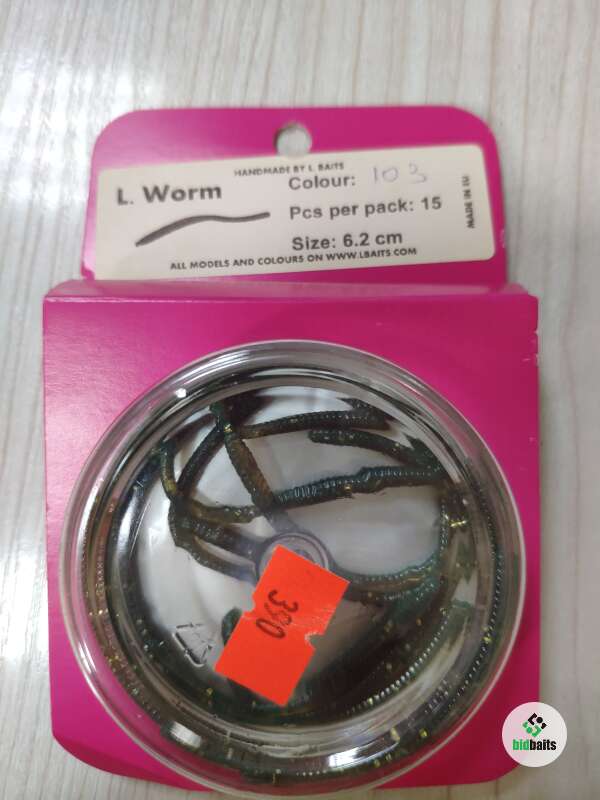 HANDMADE BY L. BAITS
L. Worm
Colour: 103
Pcs per pack: 15
Size: 6.2 cm
MADE IN EU
ALL MODELS AND COLOURS ON WWW.LBAITS.COM
390
bidbaits